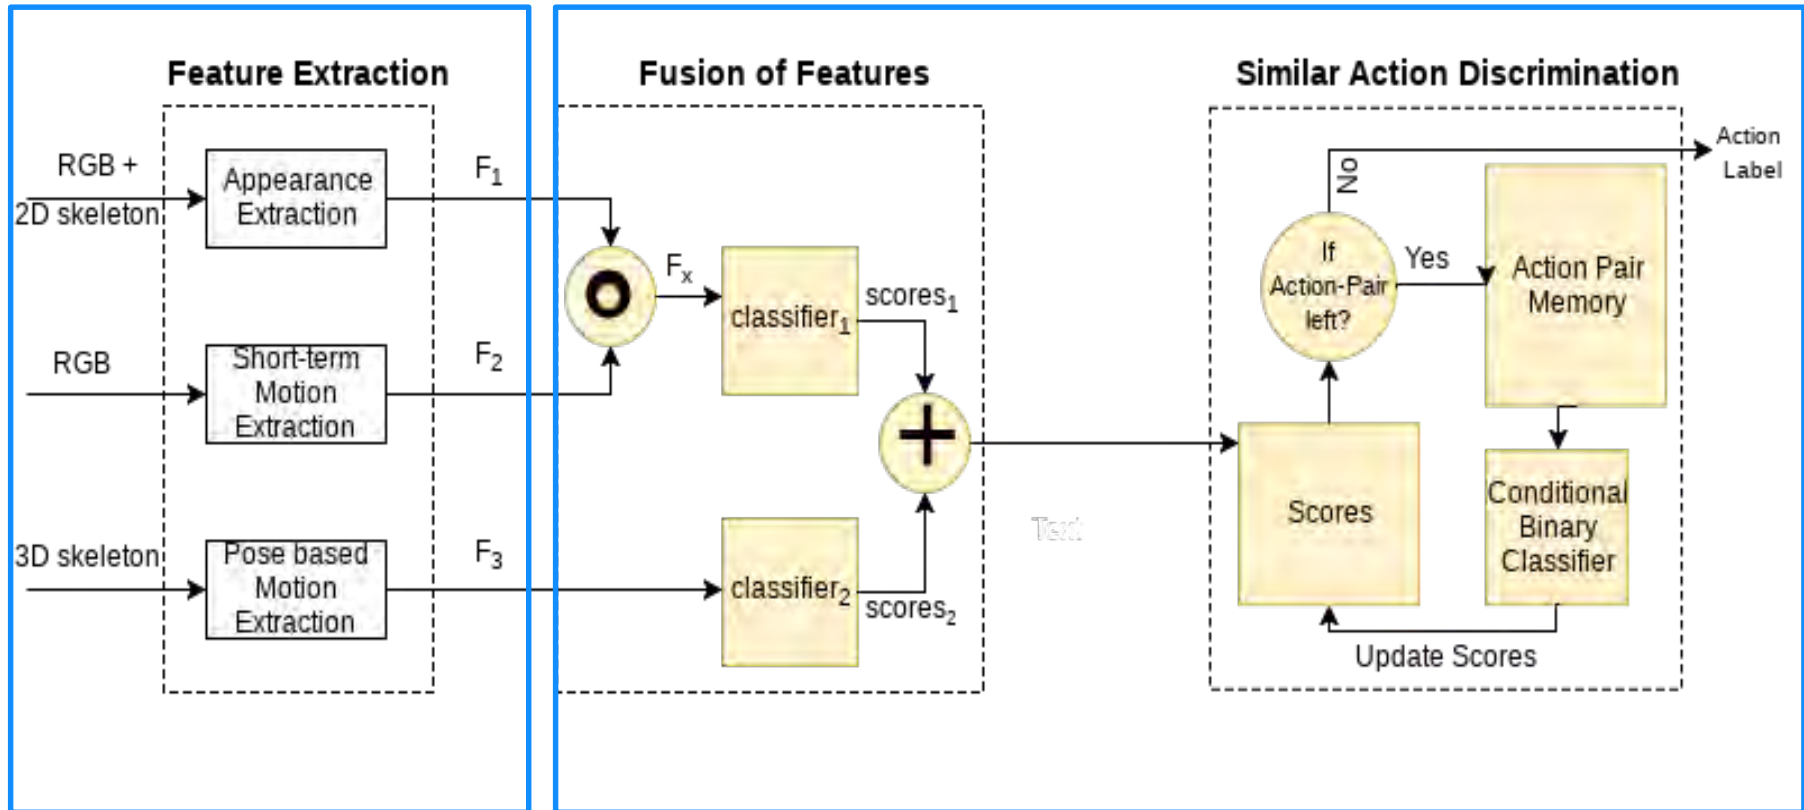 Feature Extraction
RGB +
2D skeleton
Appearance
Extraction
F1
RGB
Short-term
Motion
Extraction
F2
3D skeleton
Pose based
Motion
Extraction
F3
Fusion of Features
Fx
classifier1
scores1
+
classifier2
scores2
Text
Similar Action Discrimination
If
Action-Pair
left?
No
Yes
Action
Label
Action Pair
Memory
Scores
Conditional
Binary
Classifier
Update Scores